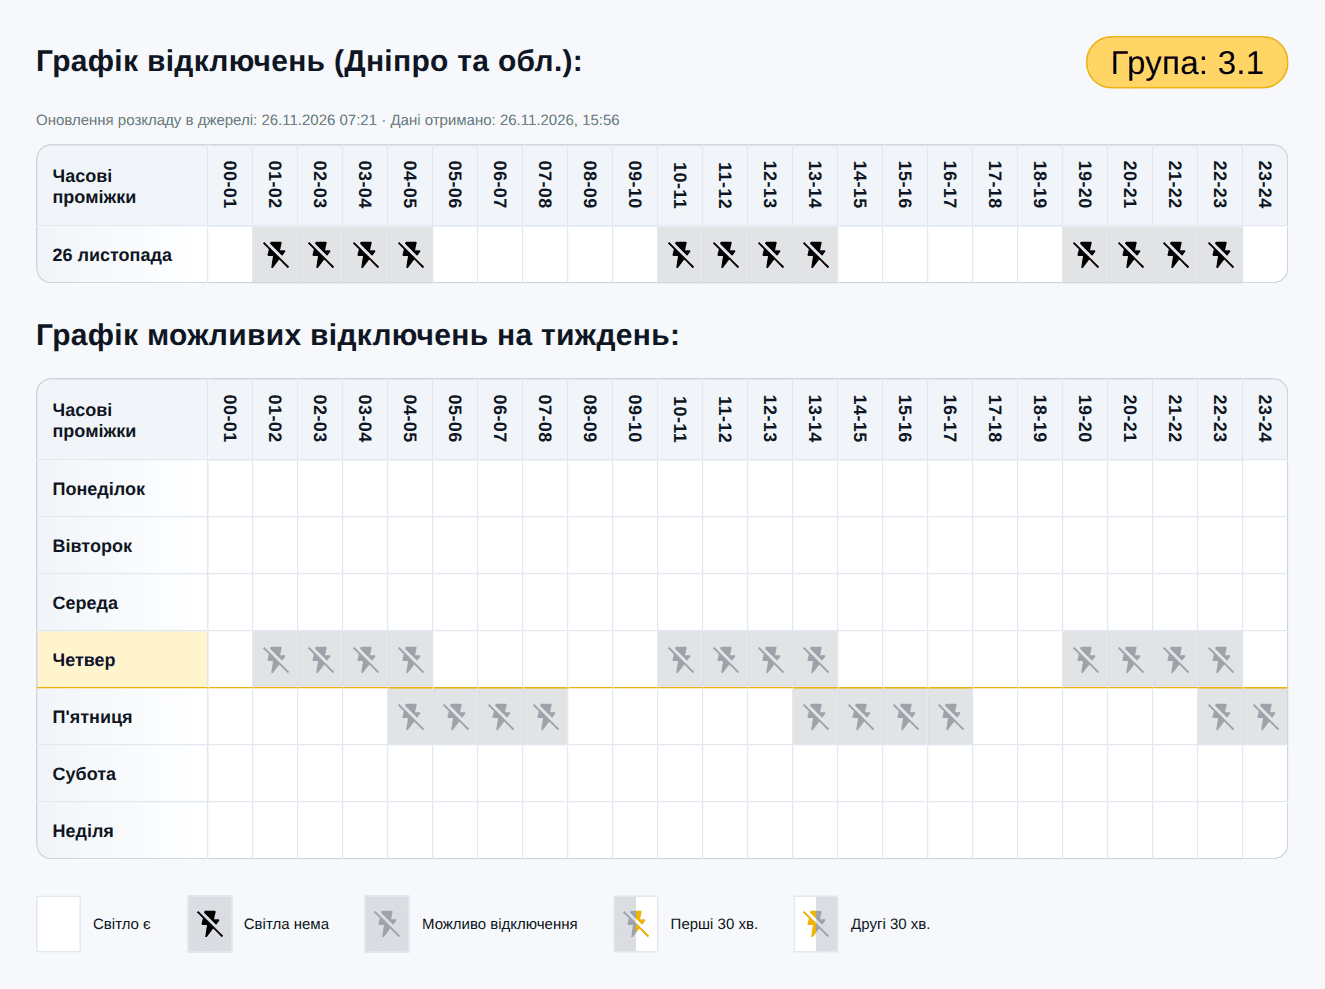 Графік відключень (Дніпро та обл.):
Група: 3.1
Оновлення розкладу в джерелі: 26.11.2026 07:21 · Дані отримано: 26.11.2026, 15:56
Часові
проміжки
00-01 01-02 02-03 03-04 04-05 05-06 06-07 07-08 08-09 09-10 10-11 11-12 12-13 13-14 14-15 15-16 16-17 17-18 18-19 19-20 20-21 21-22 22-23 23-24
26 листопада
Графік можливих відключень на тиждень:
Часові
проміжки
00-01 01-02 02-03 03-04 04-05 05-06 06-07 07-08 08-09 09-10 10-11 11-12 12-13 13-14 14-15 15-16 16-17 17-18 18-19 19-20 20-21 21-22 22-23 23-24
Понеділок
Вівторок
Середа
Четвер
П'ятниця
Субота
Неділя
Світло є Світла нема Можливо відключення Перші 30 хв. Другі 30 хв.